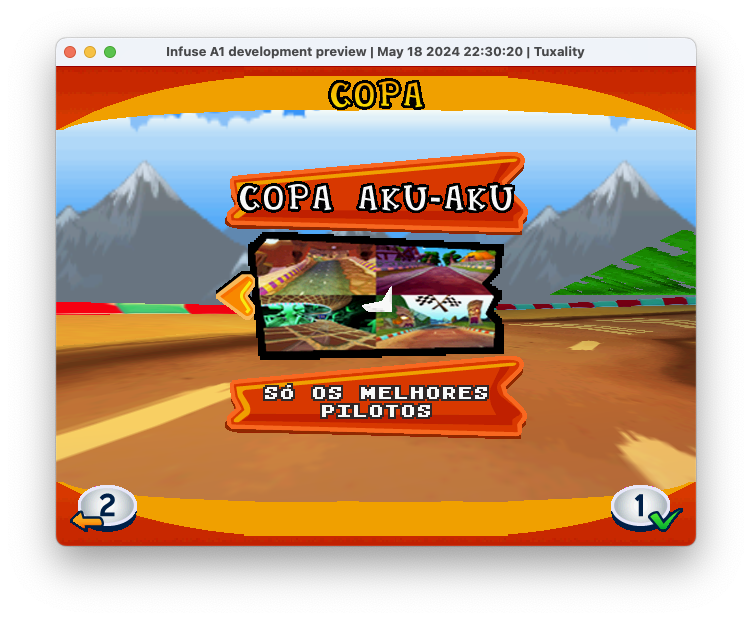 Infuse A1 development preview | May 18 2024 22:30:20 | Tuxality
COPA
COPA AKU-AKU
SÓ OS MELHORES
PILOTOS
2
1